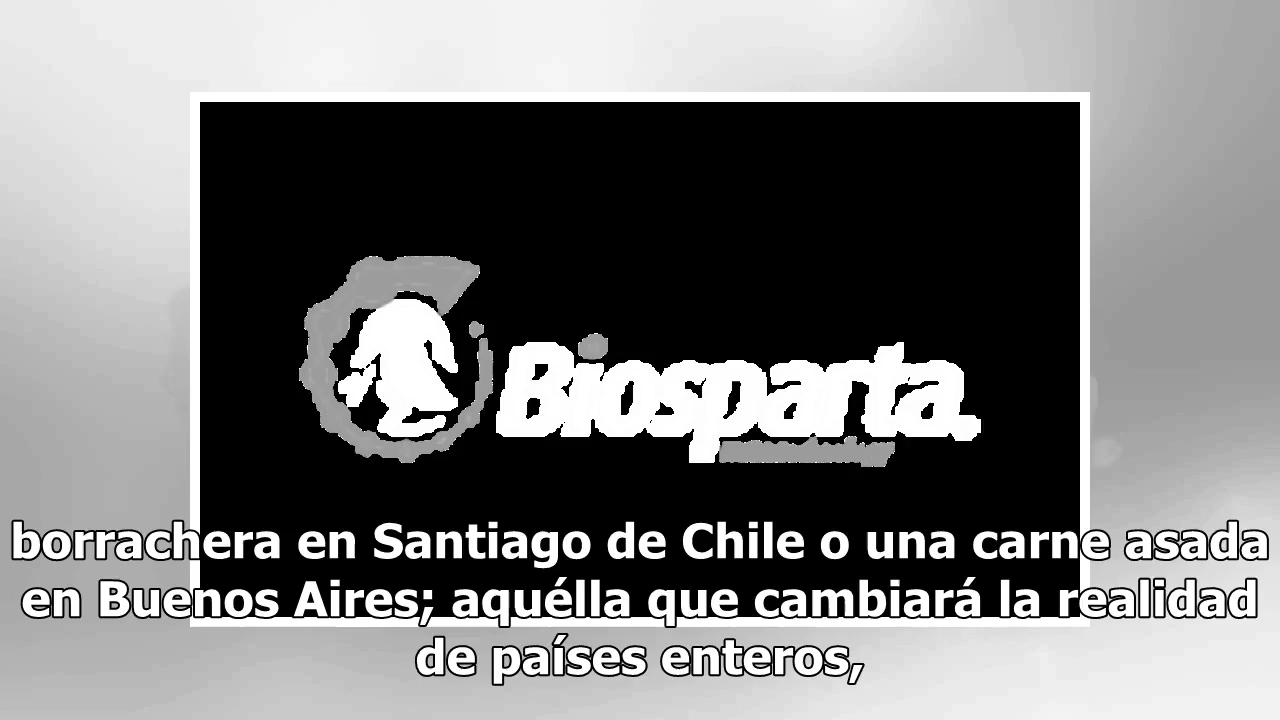 Biosparta.
borrachera en Santiago de Chile o una carne asada
en Buenos Aires; aquélla que cambiará la realidad
de países enteros,